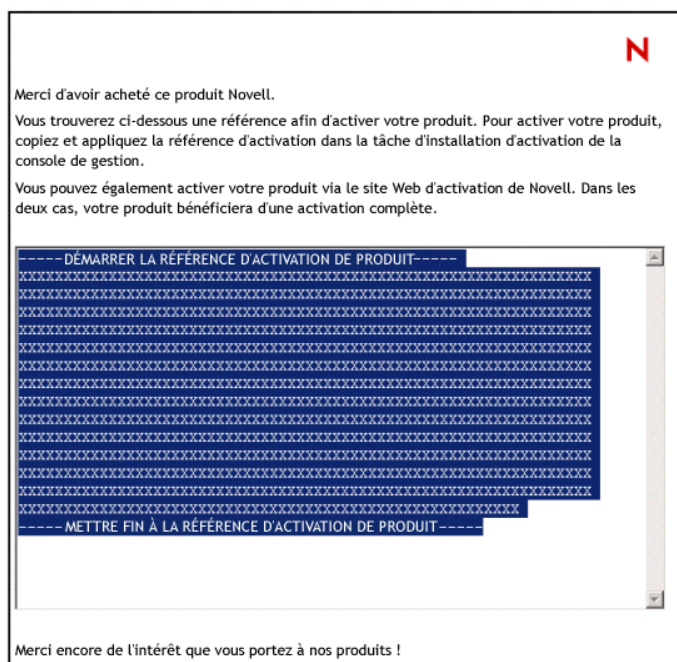 N
Merci d'avoir acheté ce produit Novell.
Vous trouverez ci-dessous une référence afin d'activer votre produit. Pour activer votre produit,
copiez et appliquez la référence d'activation dans la tâche d'installation d'activation de la
console de gestion.
Vous pouvez également activer votre produit via le site Web d'activation de Novell. Dans les
deux cas, votre produit bénéficiera d'une activation complète.
-----DÉMARRER LA RÉFÉRENCE D'ACTIVATION DE PRODUIT-----
XXXXXXXXXXXXXXXXXXXXXXXXXXXXXXXXXXXXXXXXXXXXXXXXXXXXXXXXXXXXXXXX
XXXXXXXXXXXXXXXXXXXXXXXXXXXXXXXXXXXXXXXXXXXXXXXXXXXXXXXXXXXXXXXX
XXXXXXXXXXXXXXXXXXXXXXXXXXXXXXXXXXXXXXXXXXXXXXXXXXXXXXXXXXXXXXXX
XXXXXXXXXXXXXXXXXXXXXXXXXXXXXXXXXXXXXXXXXXXXXXXXXXXXXXXXXXXXXXXX
XXXXXXXXXXXXXXXXXXXXXXXXXXXXXXXXXXXXXXXXXXXXXXXXXXXXXXXXXXXXXXXX
XXXXXXXXXXXXXXXXXXXXXXXXXXXXXXXXXXXXXXXXXXXXXXXXXXXXXXXXXXXXXXXX
XXXXXXXXXXXXXXXXXXXXXXXXXXXXXXXXXXXXXXXXXXXXXXXXXXXXXXXXXXXXXXXX
XXXXXXXXXXXXXXXXXXXXXXXXXXXXXXXXXXXXXXXXXXXXXXXXXXXXXXXXXXXXXXXX
XXXXXXXXXXXXXXXXXXXXXXXXXXXXXXXXXXXXXXXXXXXXXXXXXXXXXXXXXXXXXXXX
XXXXXXXXXXXXXXXXXXXXXXXXXXXXXXXXXXXXXXXXXXXXXXXXXXXXXXXXXXXXXXXX
XXXXXXXXXXXXXXXXXXXXXXXXXXXXXXXXXXXXXXXXXXXXXXXXXXXXXXXXXXXXXXXX
XXXXXXXXXXXXXXXXXXXXXXXXXXXXXXXXXXXXXXXXXXXXXXXXXXXXXXXXXXXXXXXX
XXXXXXXXXXXXXXXXXXXXXXXXXXXXXXXXXXXXXXXXXXXXXXXXXXXXXXXXXXXXXXXX
XXXXXXXXXXXXXXXXXXXXXXXXXXXXXXXXXXXXXXXXXXXXXXXXXXXXXXXX
-----METTRE FIN À LA RÉFÉRENCE D'ACTIVATION DE PRODUIT-----
Merci encore de l'intérêt que vous portez à nos produits !